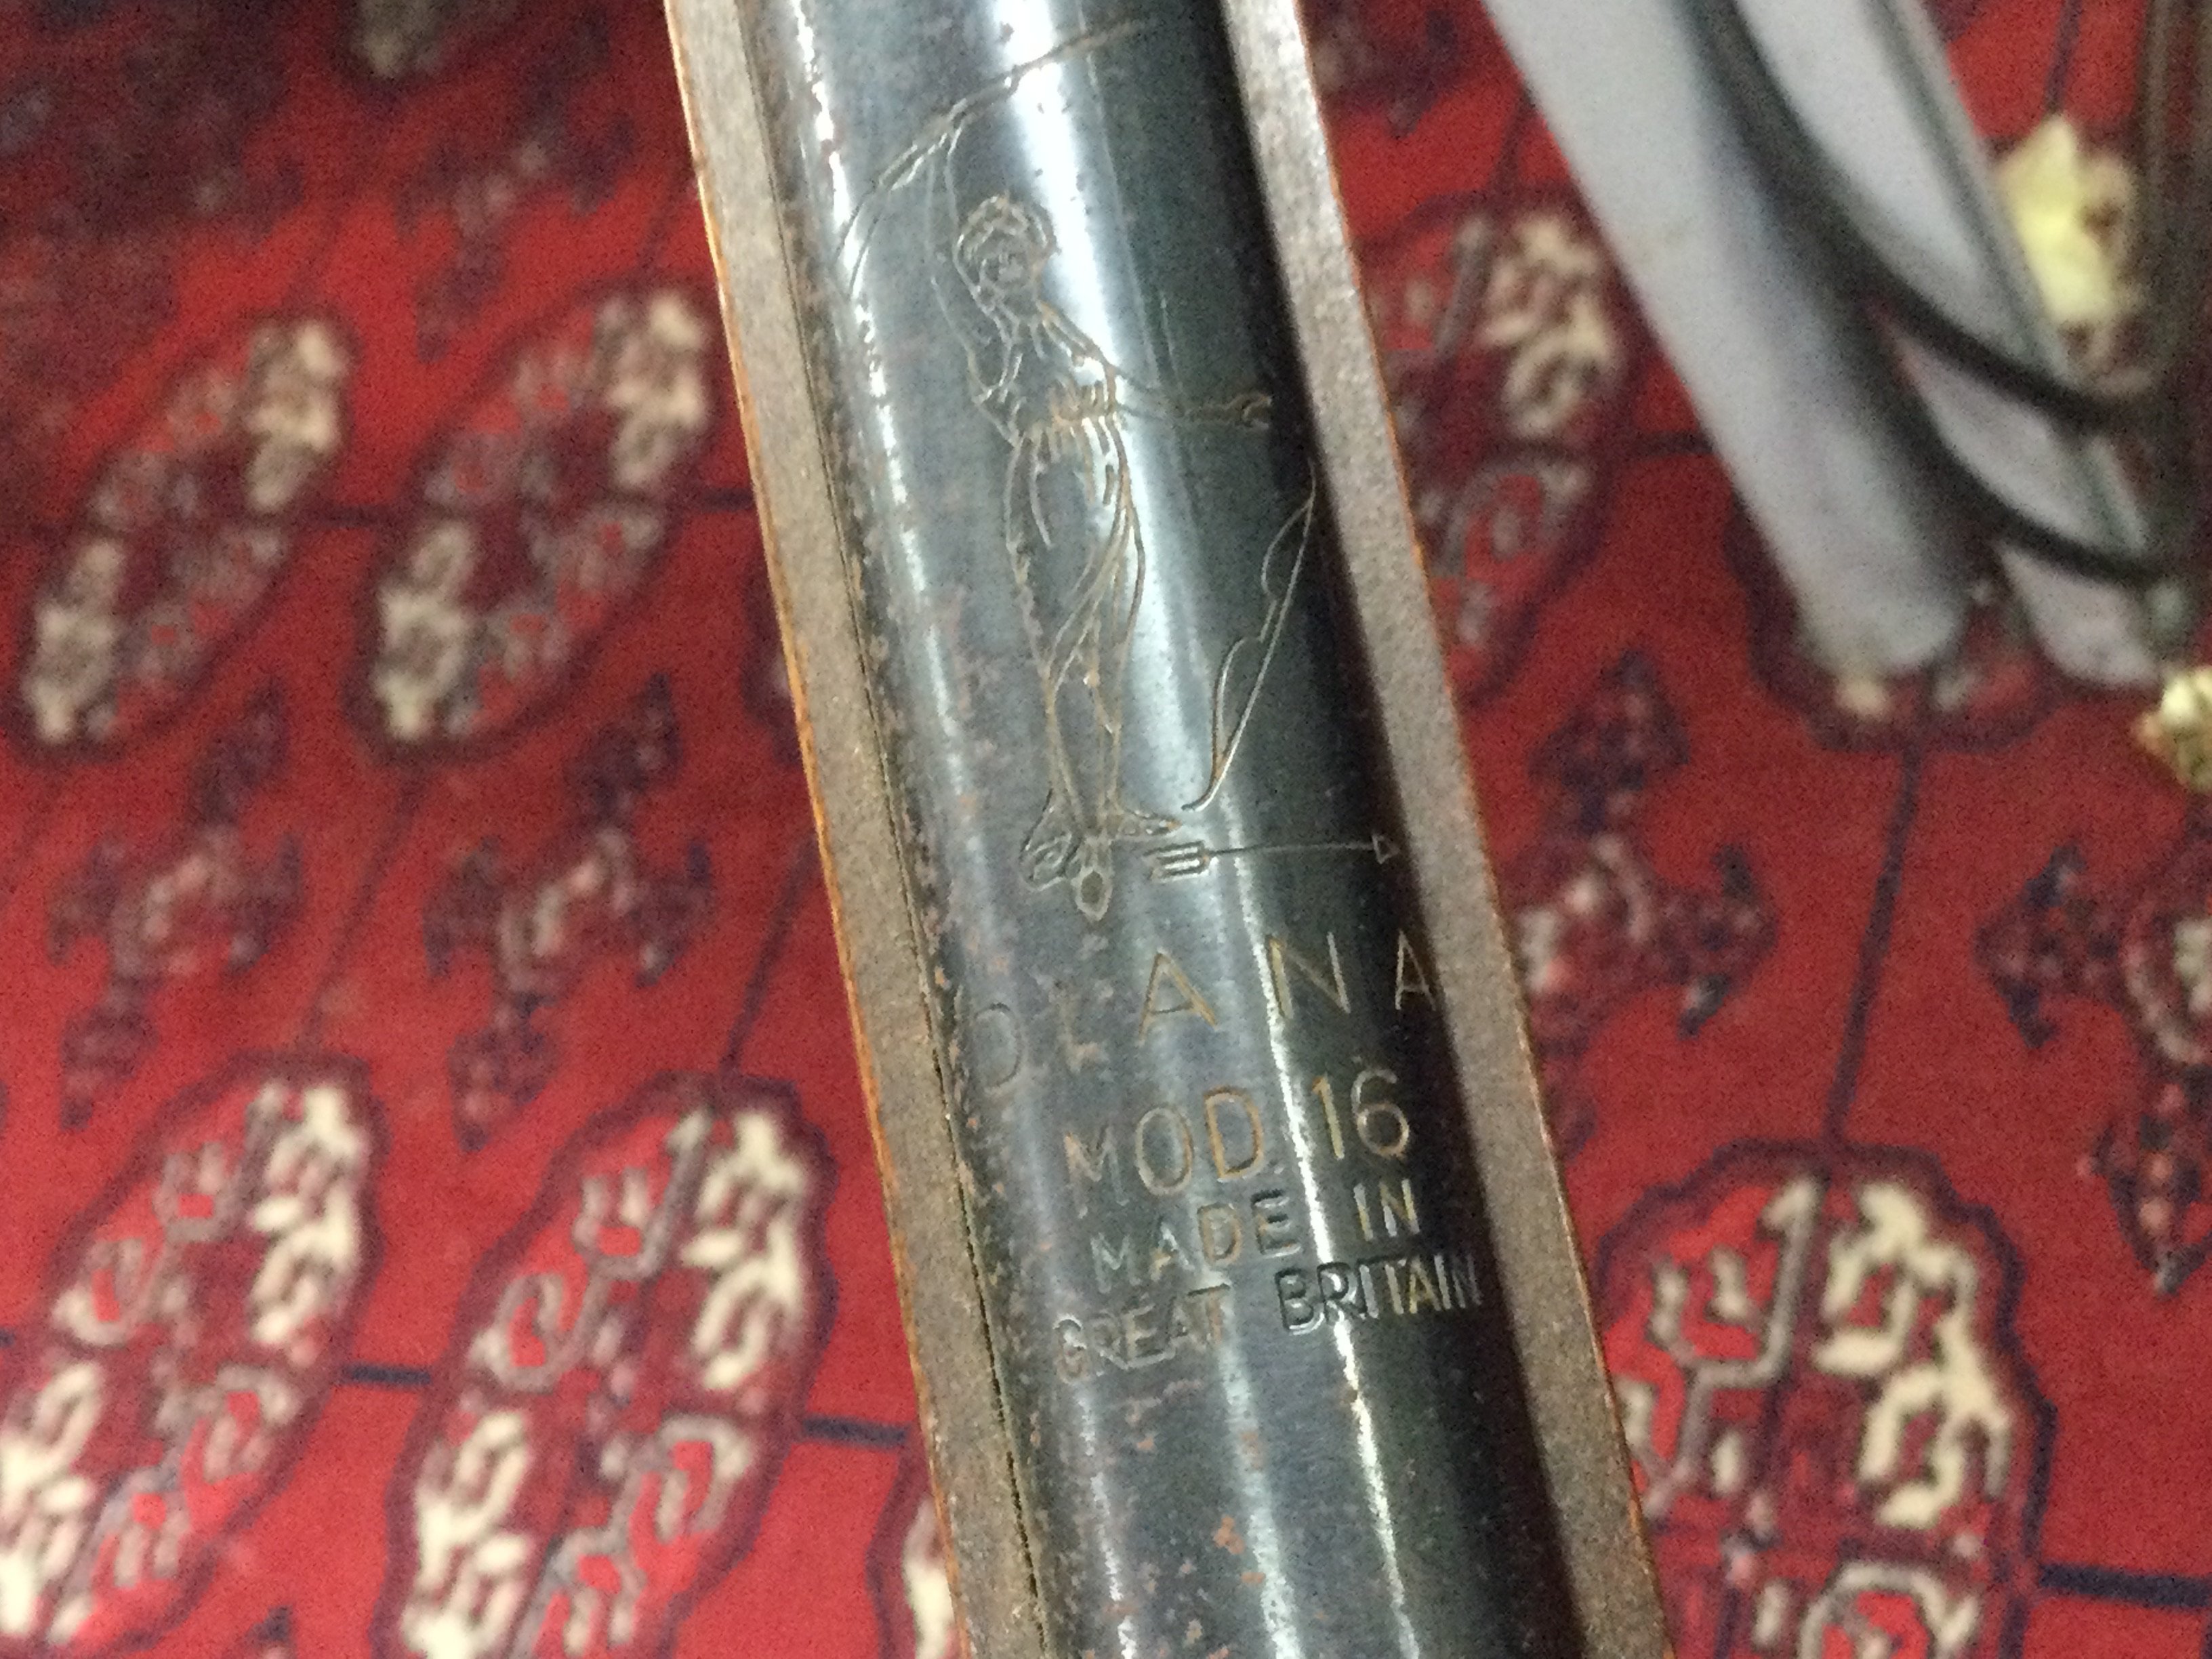 DIANA
MOD. 16
MADE IN
GREAT BRITAIN